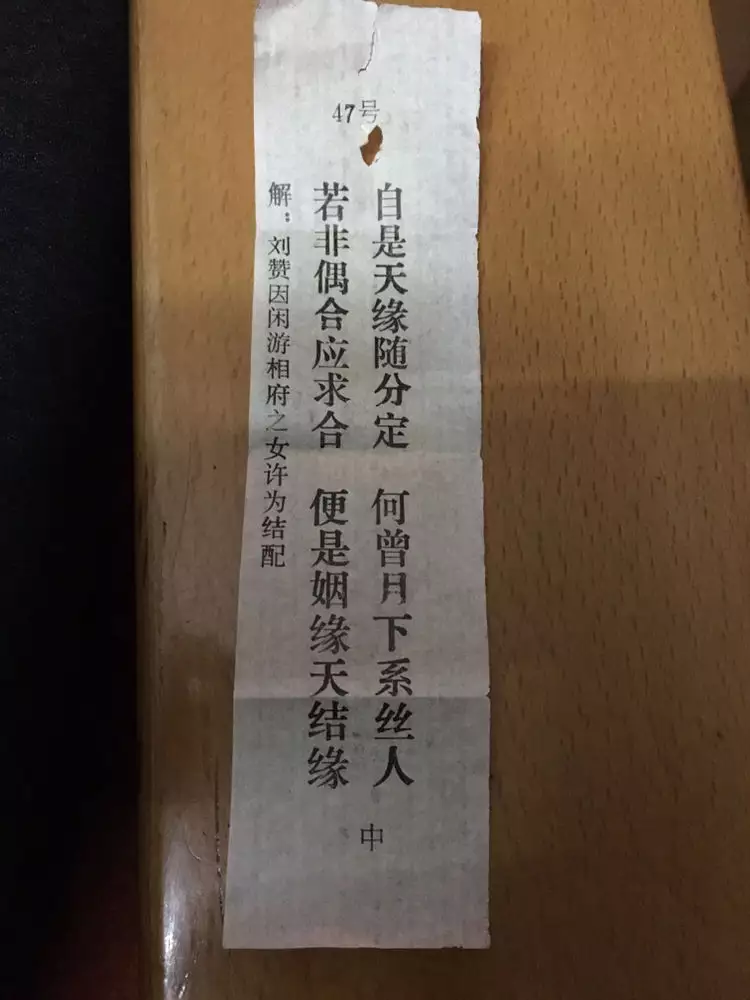 47号
自是天缘随分定 何曾月下系丝人
若非偶合应求合 便是姻缘天结缘
解：刘赞因闲游相府之女许为结配
中